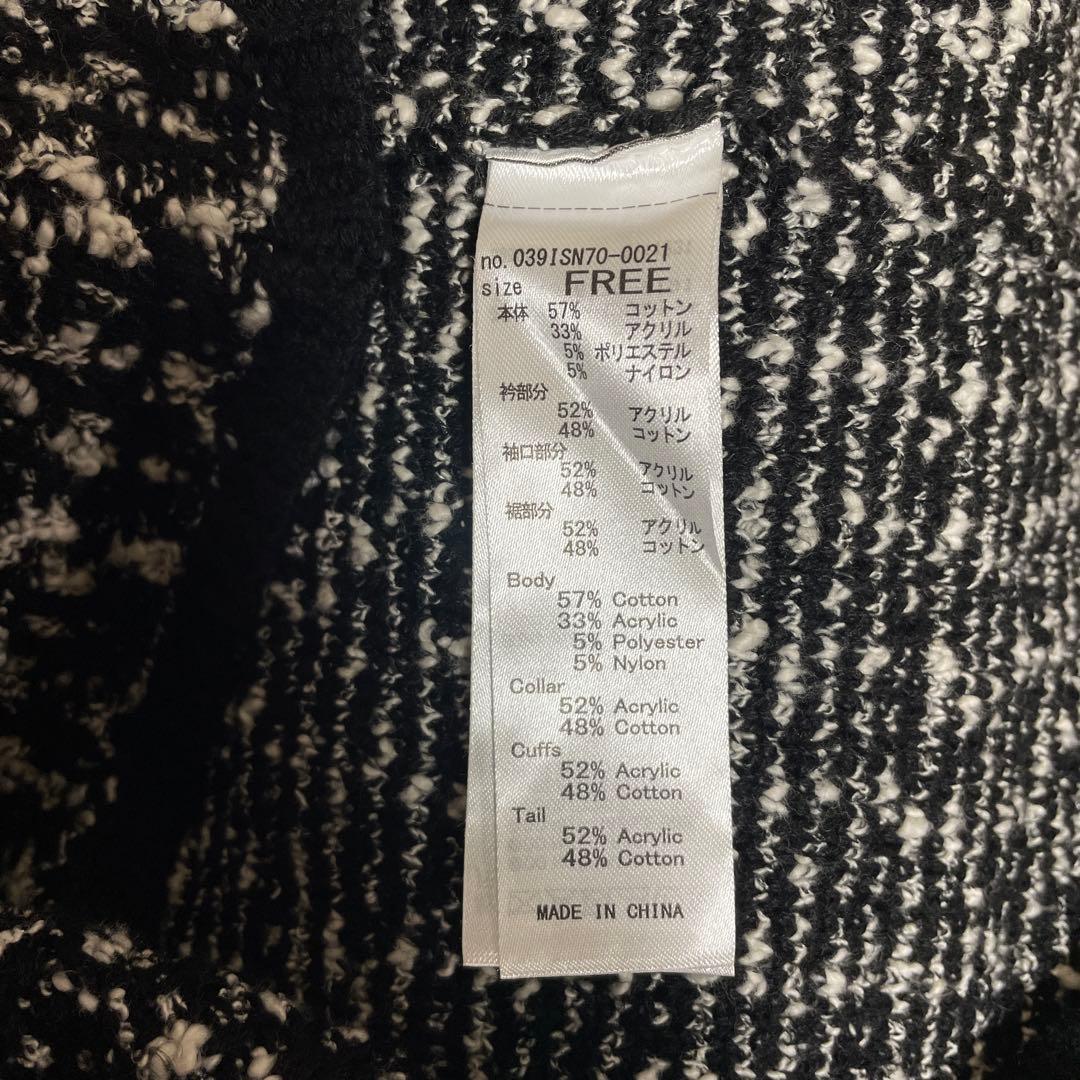 no. 039ISN70-0021
size FREE
本体 57% コットン
33% アクリル
5% ポリエステル
5% ナイロン
衿部分
52% アクリル
48% コットン
袖口部分
52% アクリル
48% コットン
裾部分
52% アクリル
48% コットン
Body
57% Cotton
33% Acrylic
5% Polyester
5% Nylon
Collar
52% Acrylic
48% Cotton
Cuffs
52% Acrylic
48% Cotton
Tail
52% Acrylic
48% Cotton
MADE IN CHINA